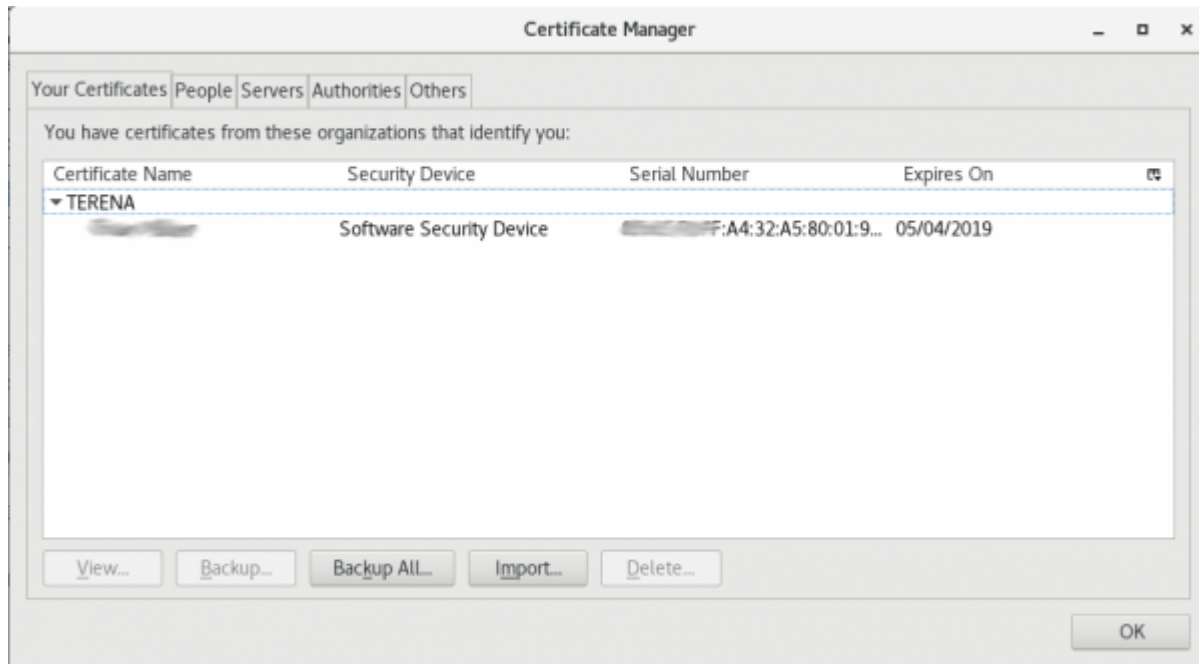 Certificate Manager
Your Certificates People Servers Authorities Others
You have certificates from these organizations that identify you:
Certificate Name Security Device Serial Number Expires On
TERENA
Software Security Device F:A4:32:A5:80:01:9... 05/04/2019
View... Backup... Backup All... Import... Delete...
OK